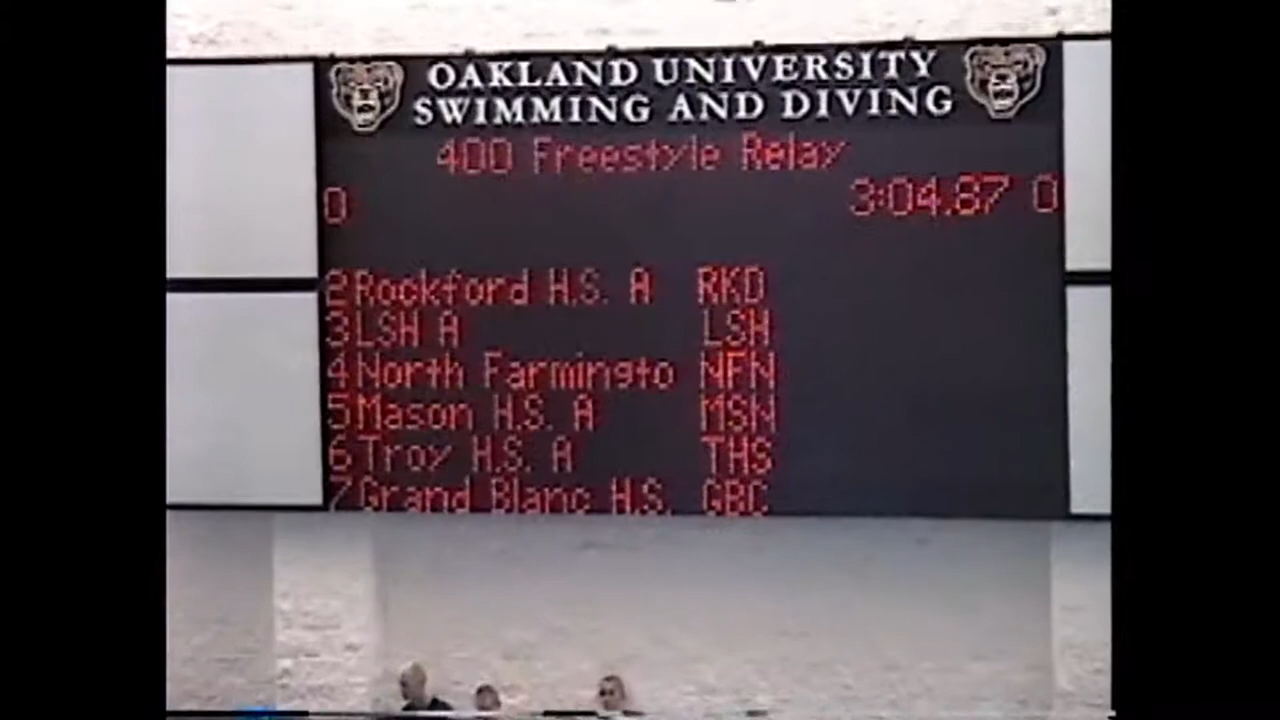 OAKLAND UNIVERSITY
SWIMMING AND DIVING
400 Freestyle Relay
0 3:04.87 0
2 Rockford H.S. A RKD
3 LSH A LSH
4 North Farmingto NFN
5 Mason H.S. A MSN
6 Troy H.S. A THS
7 Grand Blanc H.S. GBC